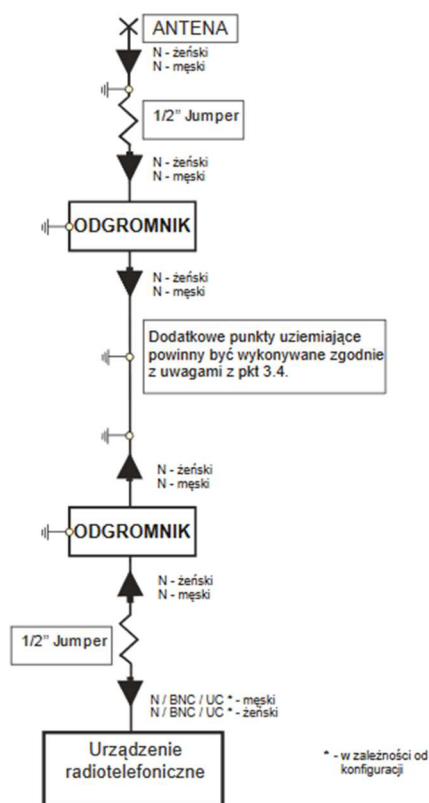 ANTENA
N - żeński
N - męski
1/2" Jumper
N - żeński
N - męski
ODGROMNIK
N - żeński
N - męski
Dodatkowe punkty uziemiające
powinny być wykonywane zgodnie
z uwagami z pkt 3.4.
N - żeński
N - męski
ODGROMNIK
N - żeński
N - męski
1/2" Jumper
N / BNC / UC * - męski
N / BNC / UC * - żeński
Urządzenie
radiotelefoniczne
* - w zależności od
konfiguracji